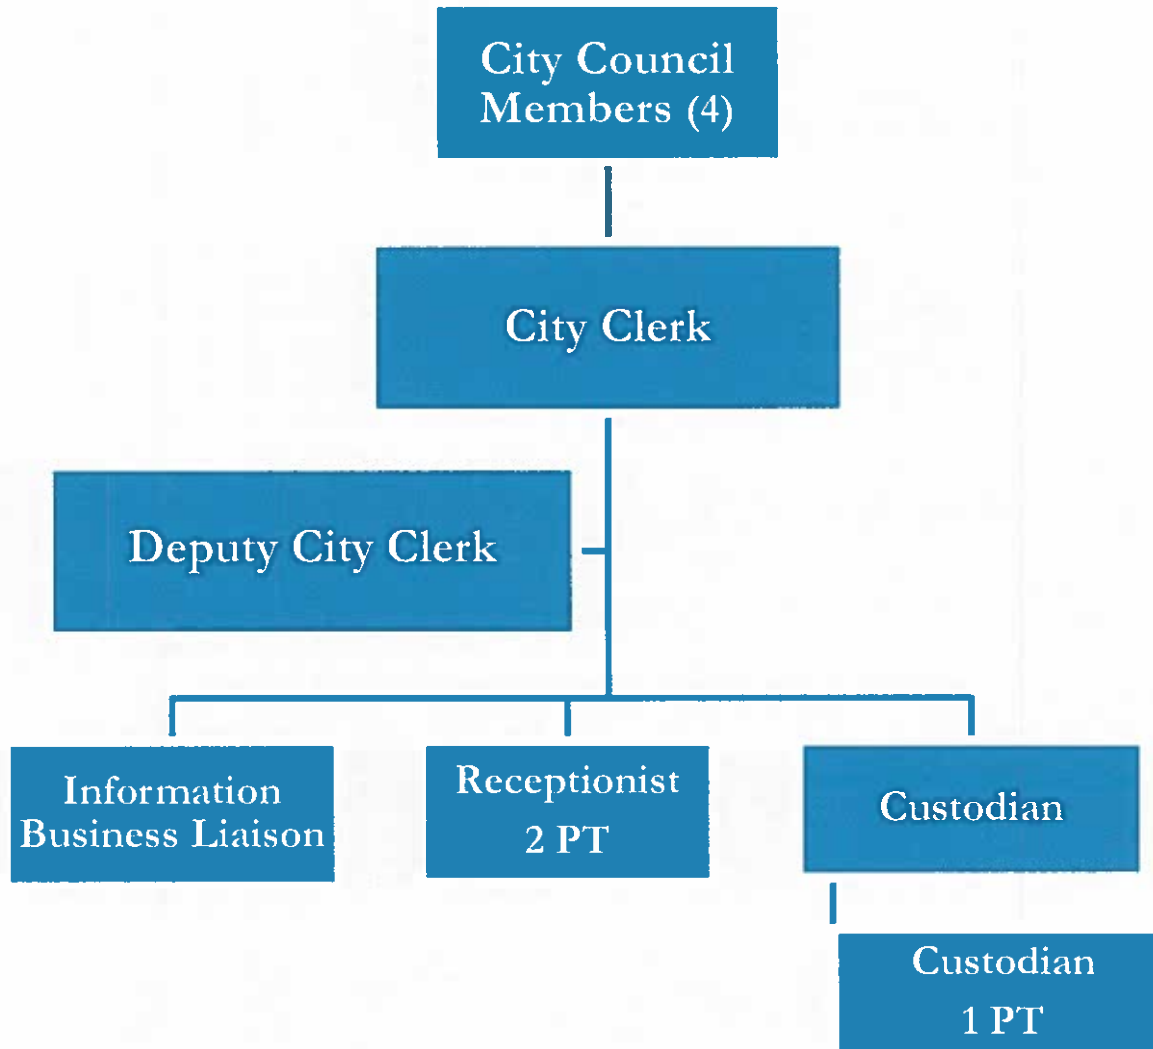 City Council
Members (4)
City Clerk
Deputy City Clerk
Information
Business Liaison
Receptionist
2 PT
Custodian
Custodian
1 PT